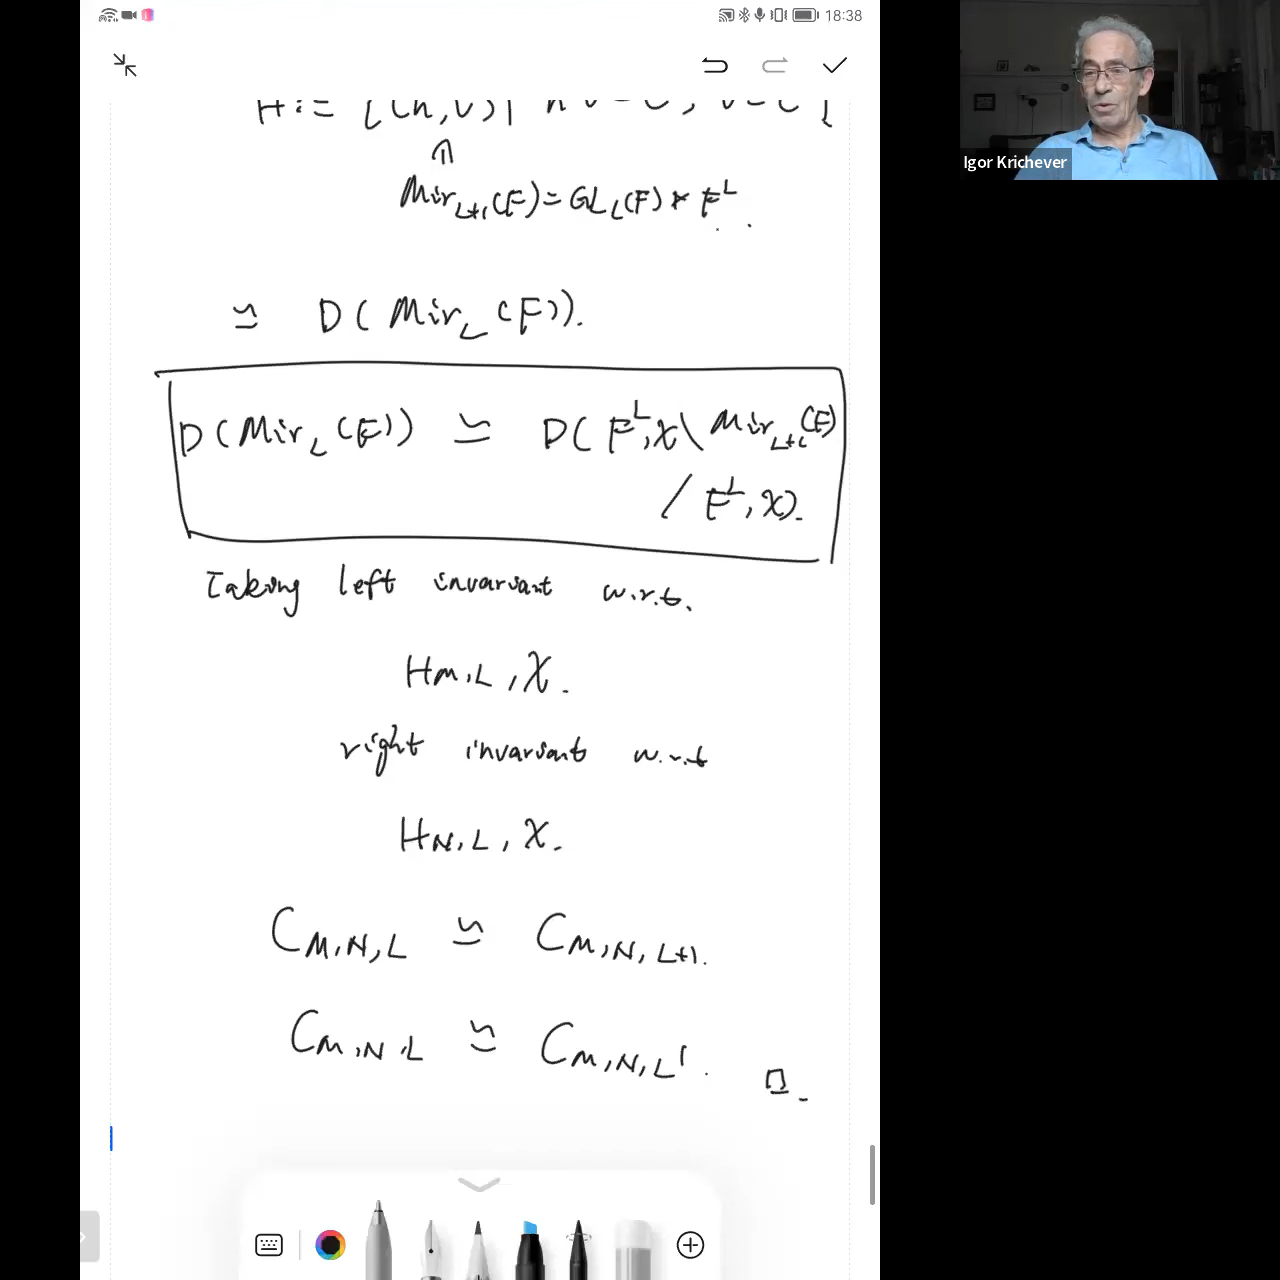 18:38
Igor Krichever
Mir_{L+1}(F) = GL_L(F) ⋉ F^L.
≃ D(Mir_L(F)).
D(Mir_L(F)) ≃ D(F^L, χ \ Mir_{L+1}(F)
/ F^L, χ).
Taking left invariant w.r.t.
H_{M,L}, χ.
right invariant w.r.t
H_{N,L}, χ.
C_{M,N,L} ≃ C_{M,N,L+1}.
C_{M,N,L} ≃ C_{M,N,L'}. □.